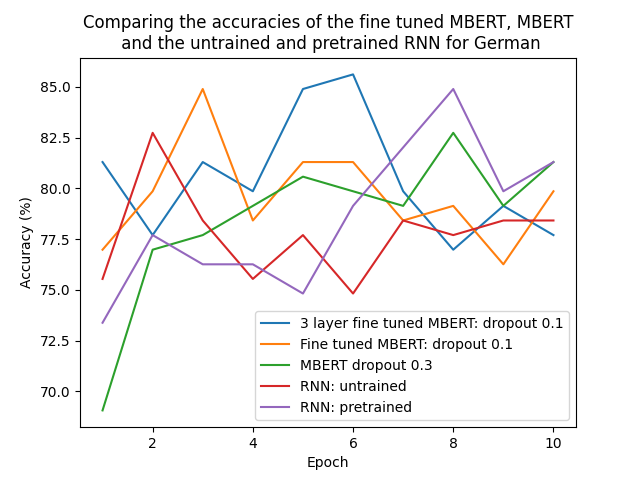 Comparing the accuracies of the fine tuned MBERT, MBERT
and the untrained and pretrained RNN for German
85.0
82.5
80.0
77.5
75.0
72.5
70.0
Accuracy (%)
3 layer fine tuned MBERT: dropout 0.1
Fine tuned MBERT: dropout 0.1
MBERT dropout 0.3
RNN: untrained
RNN: pretrained
2 4 6 8 10
Epoch